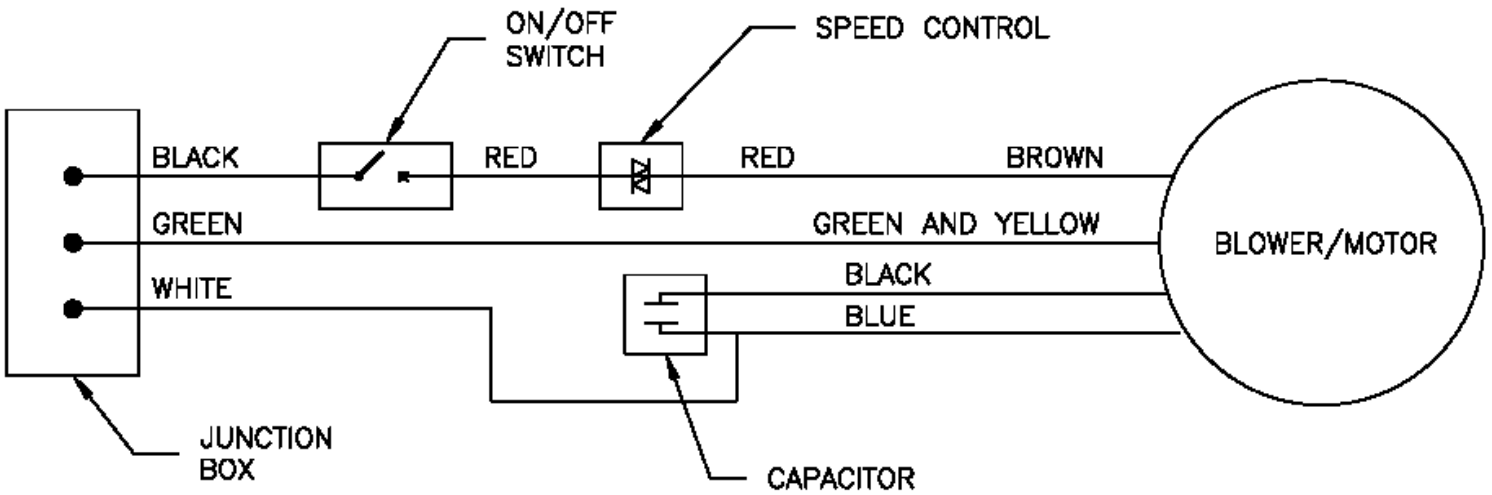 ON/OFF
SWITCH
SPEED CONTROL
BLACK
RED
RED
BROWN
GREEN
GREEN AND YELLOW
BLOWER/MOTOR
WHITE
BLACK
BLUE
JUNCTION
BOX
CAPACITOR